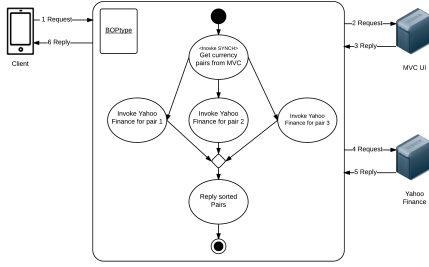 1 Request
6 Reply
Client
BOPtype
<Invoke SYNCH>
Get currency
pairs from MVC
Invoke Yahoo
Finance for pair 1
Invoke Yahoo
Finance for pair 2
Invoke Yahoo
Finance for pair 3
Reply sorted
Pairs
2 Request
3 Reply
MVC UI
4 Request
5 Reply
Yahoo
Finance